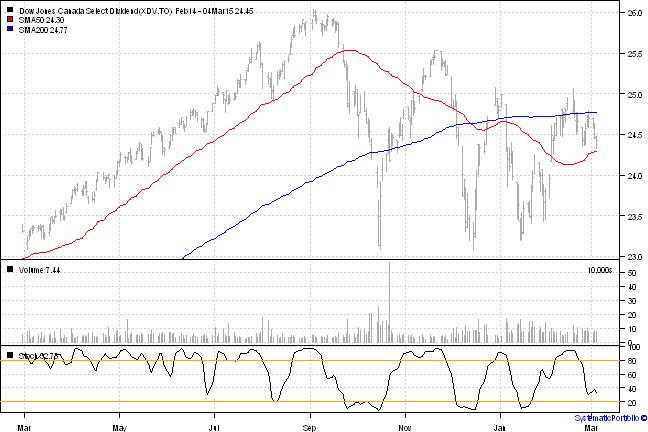 Dow Jones Canada Select Dividend(XDV.TO) Feb14 - 04Mar15 24.45
SMA50 24.30
SMA200 24.77
26.0
25.5
25.0
24.5
24.0
23.5
23.0
Volume 7.44
10,000s
50
40
30
20
10
0
100
80
60
40
20
Mar May Jul Sep Nov Jan Mar
SystematicPortfolio ©